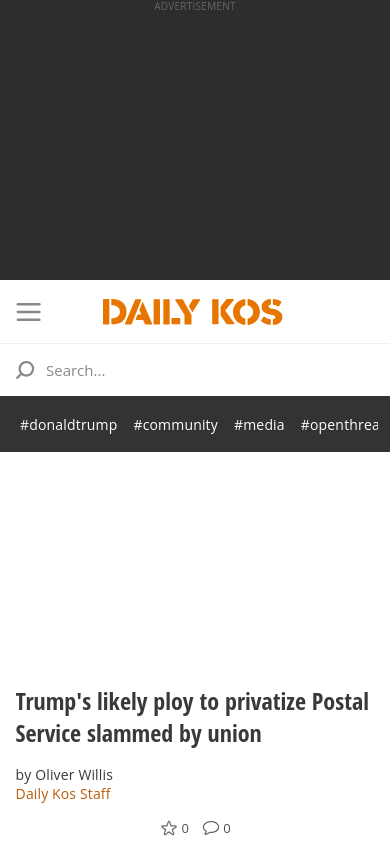 ADVERTISEMENT
DAILY KOS
Search...
#donaldtrump #community #media #openthrea
Trump's likely ploy to privatize Postal
Service slammed by union
by Oliver Willis
Daily Kos Staff
0 0